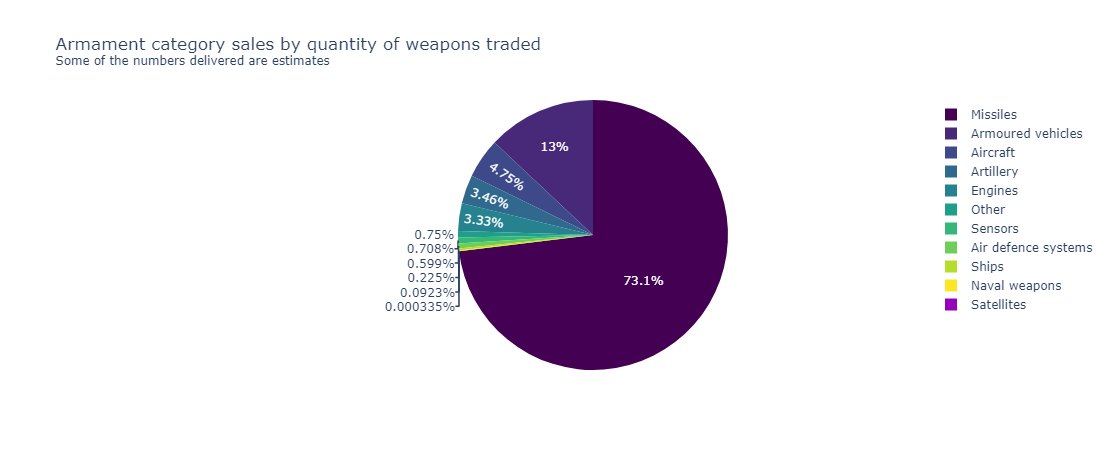 Armament category sales by quantity of weapons traded
Some of the numbers delivered are estimates
13%
4.75%
3.46%
3.33%
0.75%
0.708%
0.599%
0.225%
0.0923%
0.000335%
73.1%
Missiles
Armoured vehicles
Aircraft
Artillery
Engines
Other
Sensors
Air defence systems
Ships
Naval weapons
Satellites